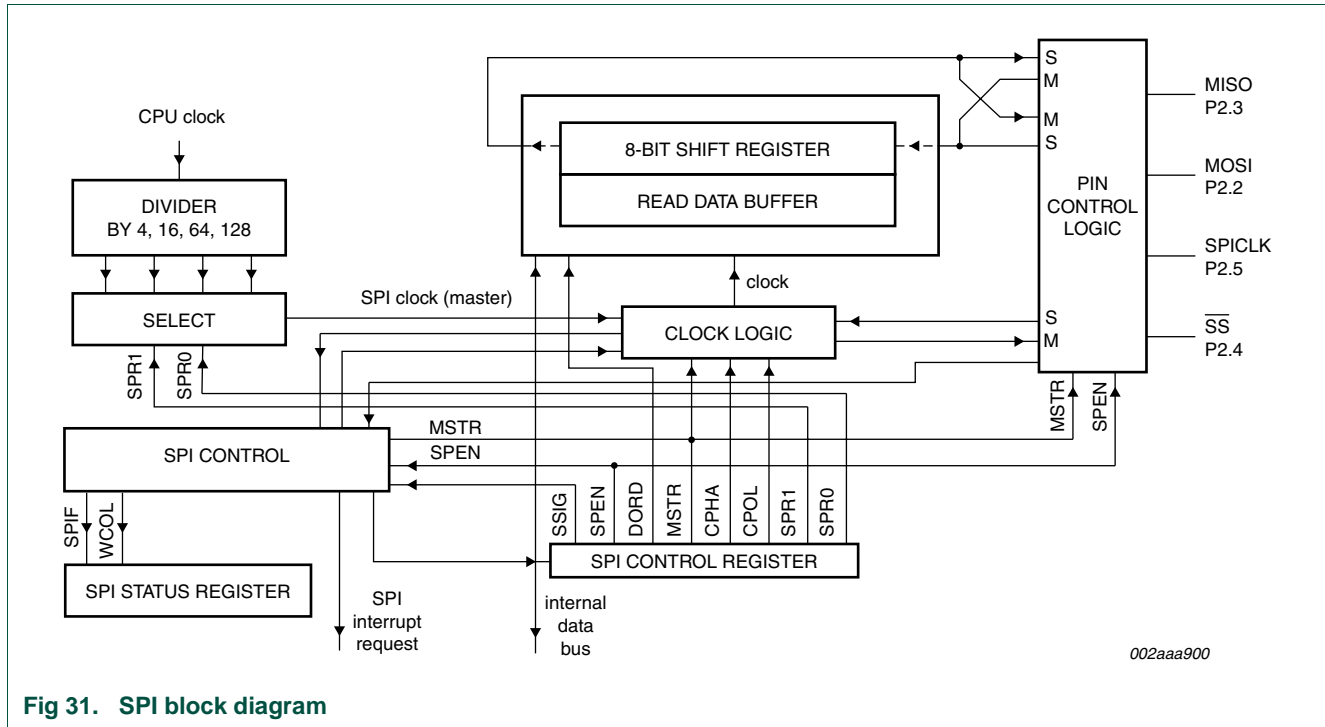 CPU clock
DIVIDER
BY 4, 16, 64, 128
SELECT
SPR1
SPR0
SPI clock (master)
8-BIT SHIFT REGISTER
READ DATA BUFFER
clock
CLOCK LOGIC
S
M
M
S
PIN
CONTROL
LOGIC
S
M
MISO
P2.3
MOSI
P2.2
SPICLK
P2.5
SS
P2.4
MSTR
SPEN
SPI CONTROL
MSTR
SPEN
SPIF
WCOL
SPI STATUS REGISTER
SPI
interrupt
request
SSIG
SPEN
DORD
MSTR
CPHA
CPOL
SPR1
SPR0
SPI CONTROL REGISTER
internal
data
bus
002aaa900
Fig 31. SPI block diagram